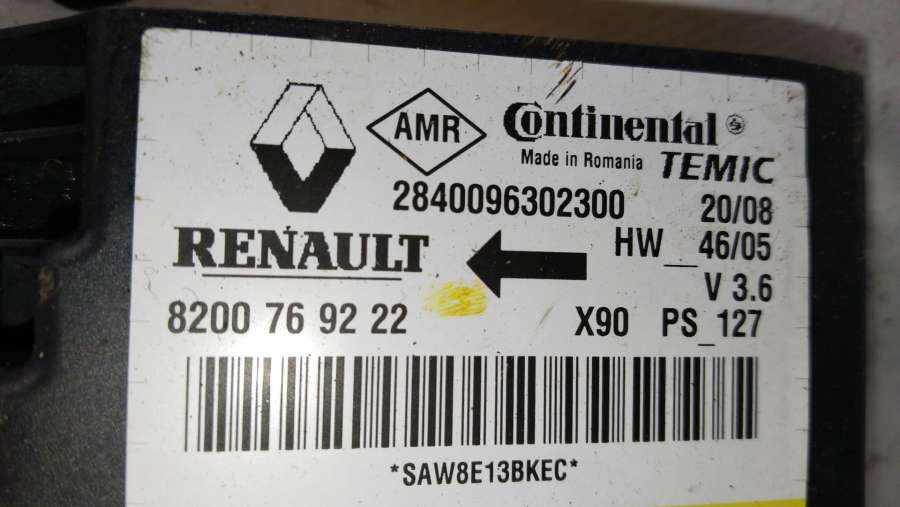 AMR Continental
Made in Romania TEMIC
2840096302300 20/08
HW__46/05
RENAULT
V 3.6
8200 76 92 22 X90 PS_127
*SAW8E13BKEC*